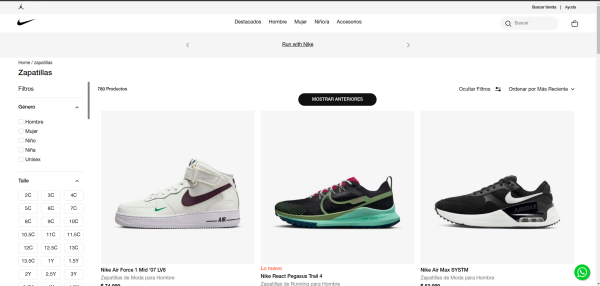 Buscar tienda | Ayuda
Destacados Hombre Mujer Niño/a Accesorios
Buscar
Run with Nike
Home / Zapatillas
Zapatillas
Filtros
780 Productos
Ocultar Filtros
Ordenar por Más Reciente
MOSTRAR ANTERIORES
Género
Hombre
Mujer
Niño
Niña
Unisex
Talle
2C 3C 4C
5C 6C 7C
8C 9C 10C
10.5C 11C 11.5C
12C 12.5C 13C
13.5C 1Y 1.5Y
2Y 2.5Y 3Y
AIR
Nike Air Force 1 Mid '07 LV8
Zapatillas de Moda para Hombre
Lo nuevo
Nike React Pegasus Trail 4
Zapatillas de Running para Hombre
Nike Air Max SYSTM
Zapatillas de Moda para Hombre